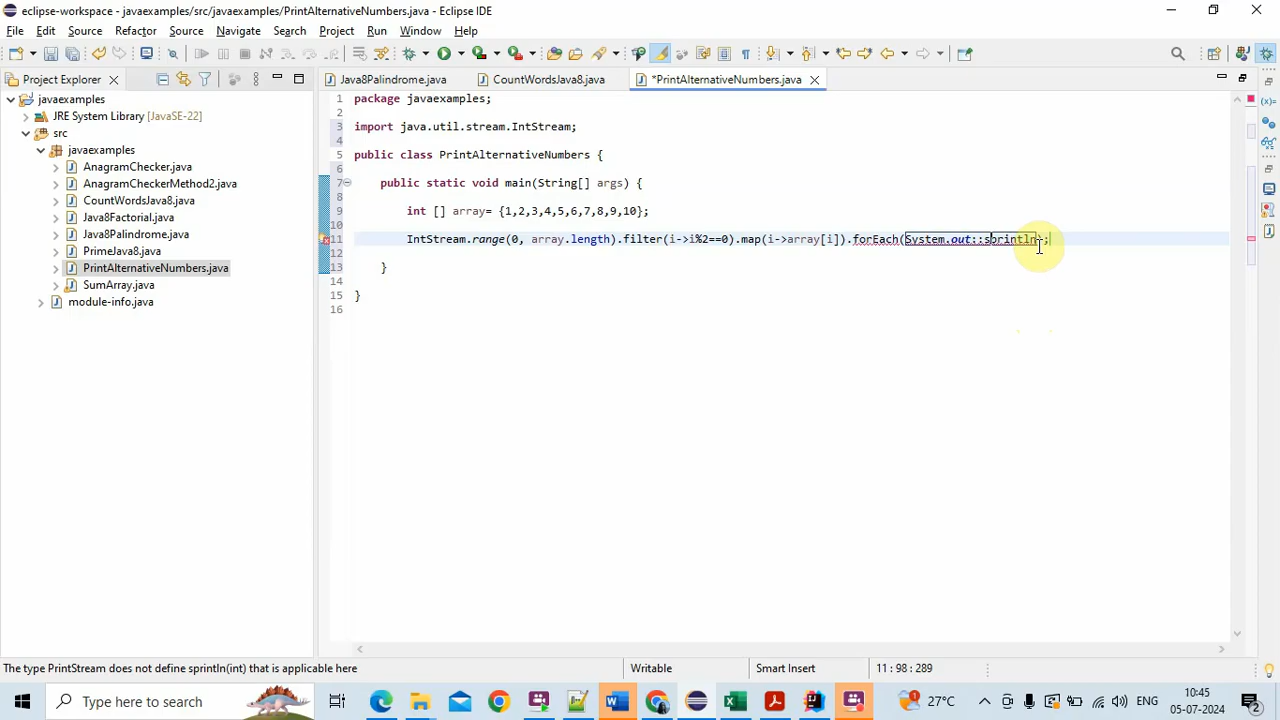 eclipse-workspace - javaexamples/src/javaexamples/PrintAlternativeNumbers.java - Eclipse IDE
File Edit Source Refactor Source Navigate Search Project Run Window Help
Project Explorer
Java8Palindrome.java CountWordsJava8.java *PrintAlternativeNumbers.java
javaexamples
JRE System Library [JavaSE-22]
src
javaexamples
AnagramChecker.java
AnagramCheckerMethod2.java
CountWordsJava8.java
Java8Factorial.java
Java8Palindrome.java
PrimeJava8.java
PrintAlternativeNumbers.java
SumArray.java
module-info.java
1 package javaexamples;
2
3 import java.util.stream.IntStream;
4
5 public class PrintAlternativeNumbers {
6
7 public static void main(String[] args) {
8
9 int [] array= {1,2,3,4,5,6,7,8,9,10};
10
11 IntStream.range(0, array.length).filter(i->i%2==0).map(i->array[i]).forEach(System.out::sprintln);
12
13 }
14
15 }
16
The type PrintStream does not define sprintln(int) that is applicable here
Writable
Smart Insert
11 : 98 : 289
Type here to search
27°C
ENG
10:45
05-07-2024
2